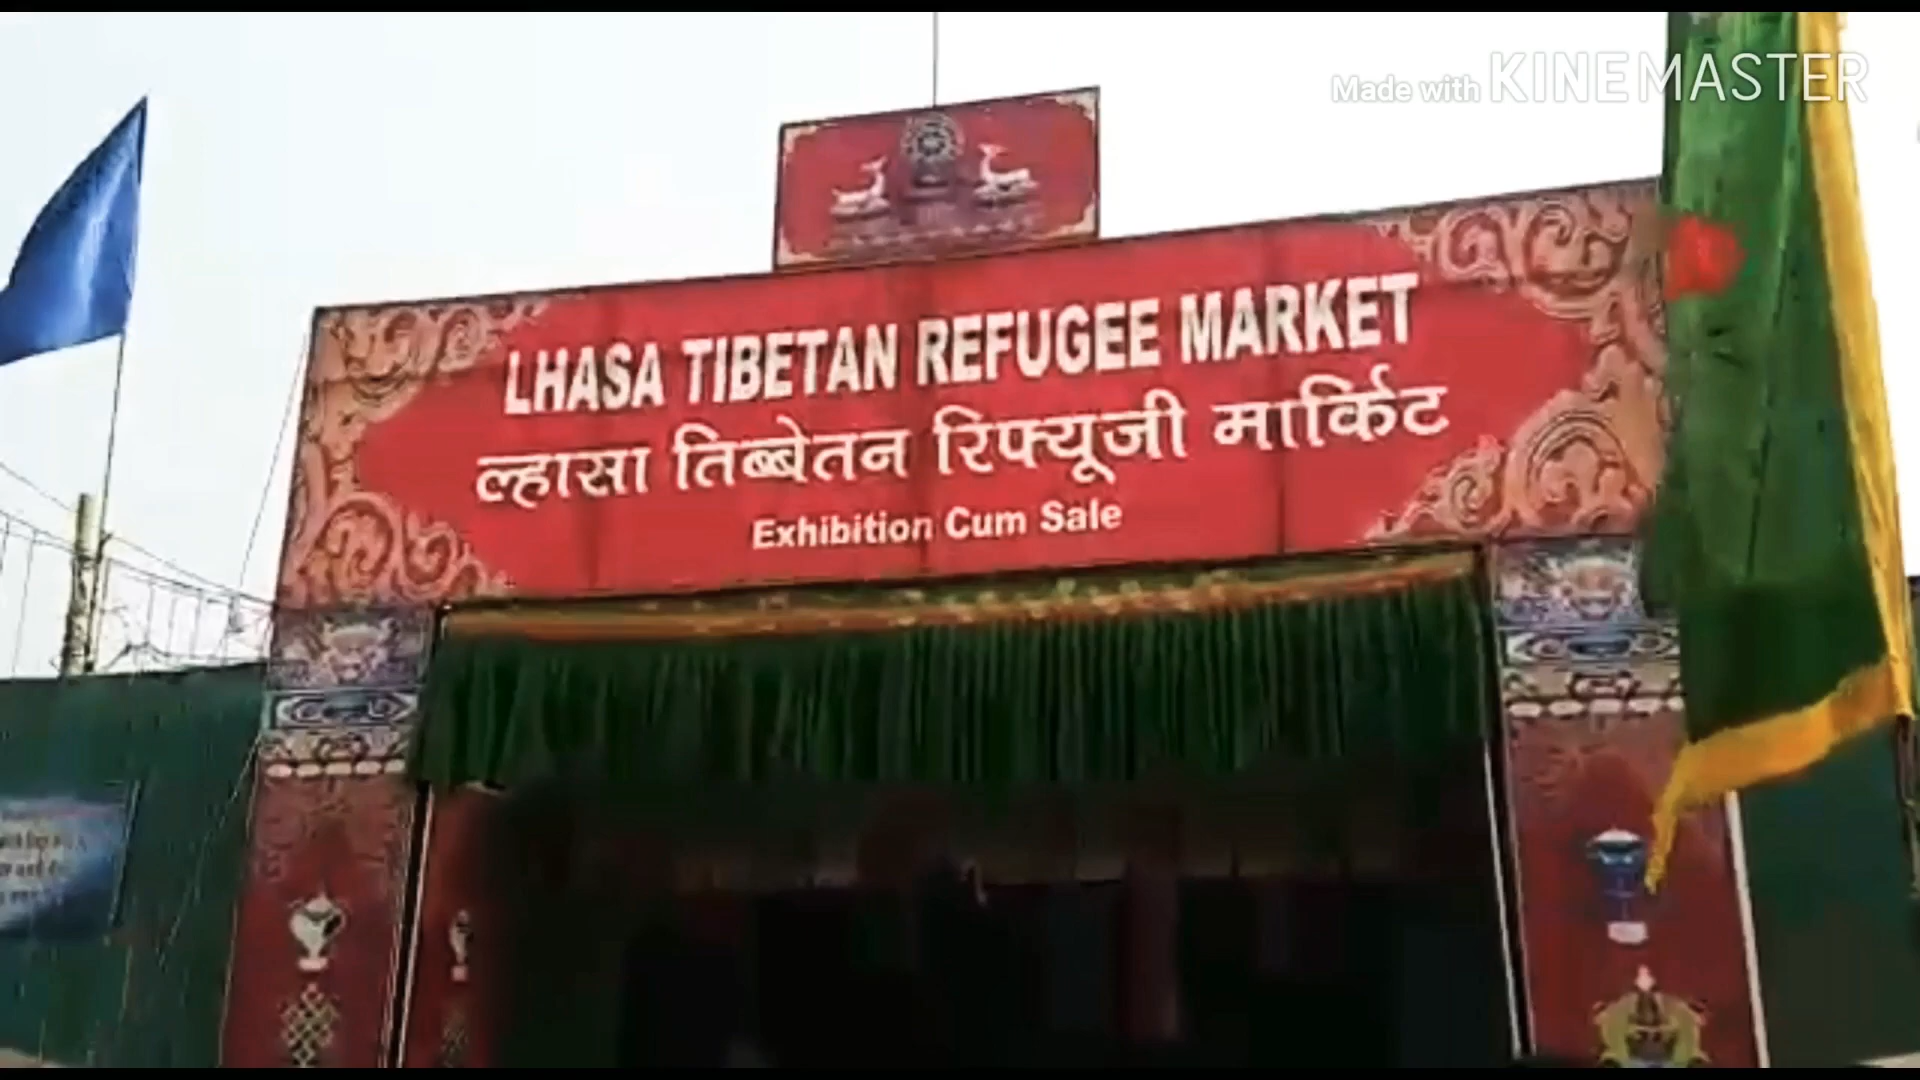 Made with KINEMASTER
LHASA TIBETAN REFUGEE MARKET
ल्हासा तिब्बेतन रिफ्यूजी मार्किट
Exhibition Cum Sale